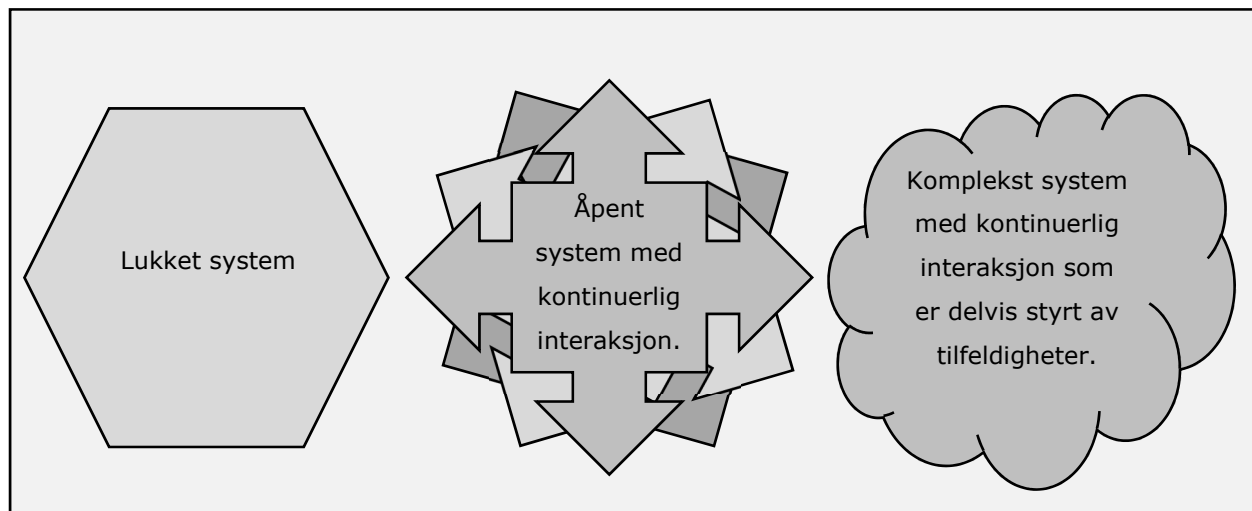 Lukket system
Åpent
system med
kontinuerlig
interaksjon.
Komplekst system
med kontinuerlig
interaksjon som
er delvis styrt av
tilfeldigheter.